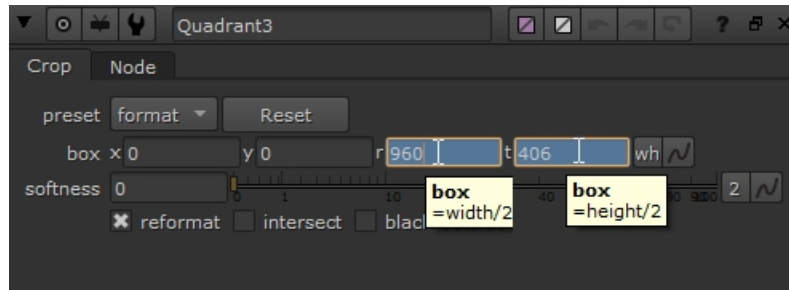 Quadrant3 ?
Crop Node
preset format Reset
box x 0 y 0 r 960 t 406 wh
softness 0 0 1 10 40 2
reformat intersect blac
box
=width/2
box
=height/2